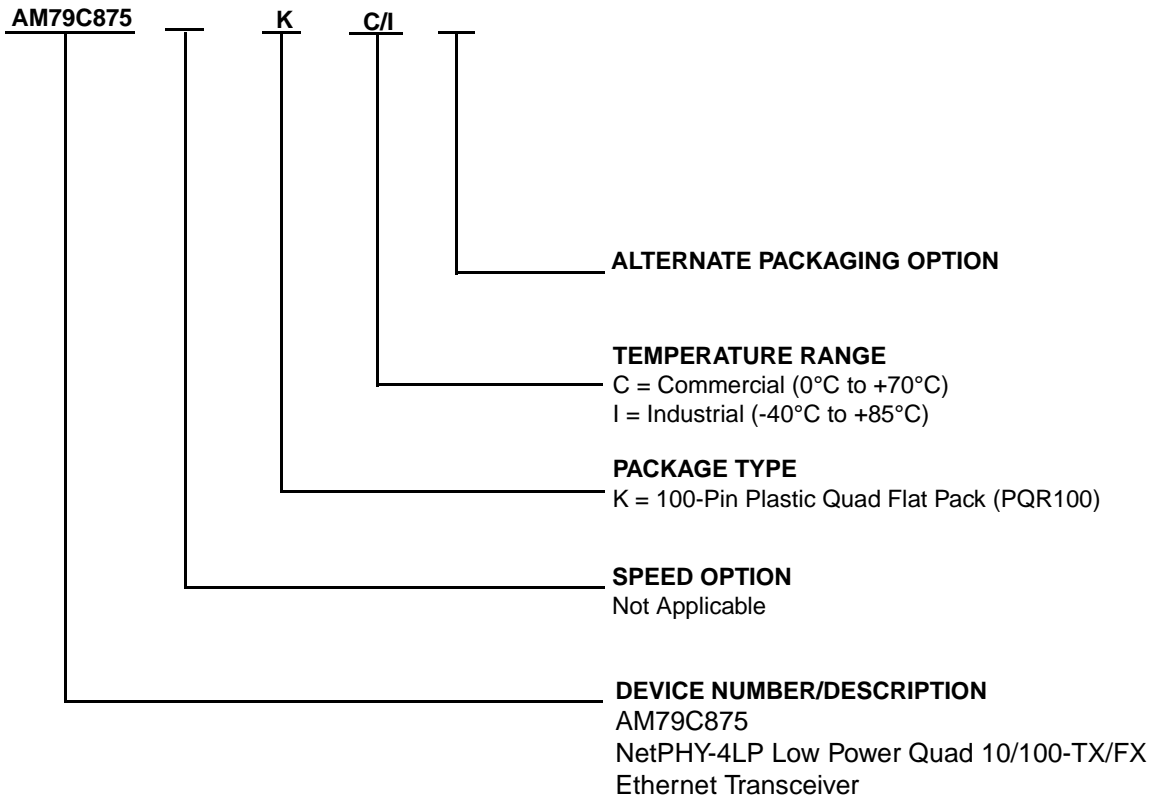 AM79C875 K C/I
ALTERNATE PACKAGING OPTION
TEMPERATURE RANGE
C = Commercial (0°C to +70°C)
I = Industrial (-40°C to +85°C)
PACKAGE TYPE
K = 100-Pin Plastic Quad Flat Pack (PQR100)
SPEED OPTION
Not Applicable
DEVICE NUMBER/DESCRIPTION
AM79C875
NetPHY-4LP Low Power Quad 10/100-TX/FX
Ethernet Transceiver